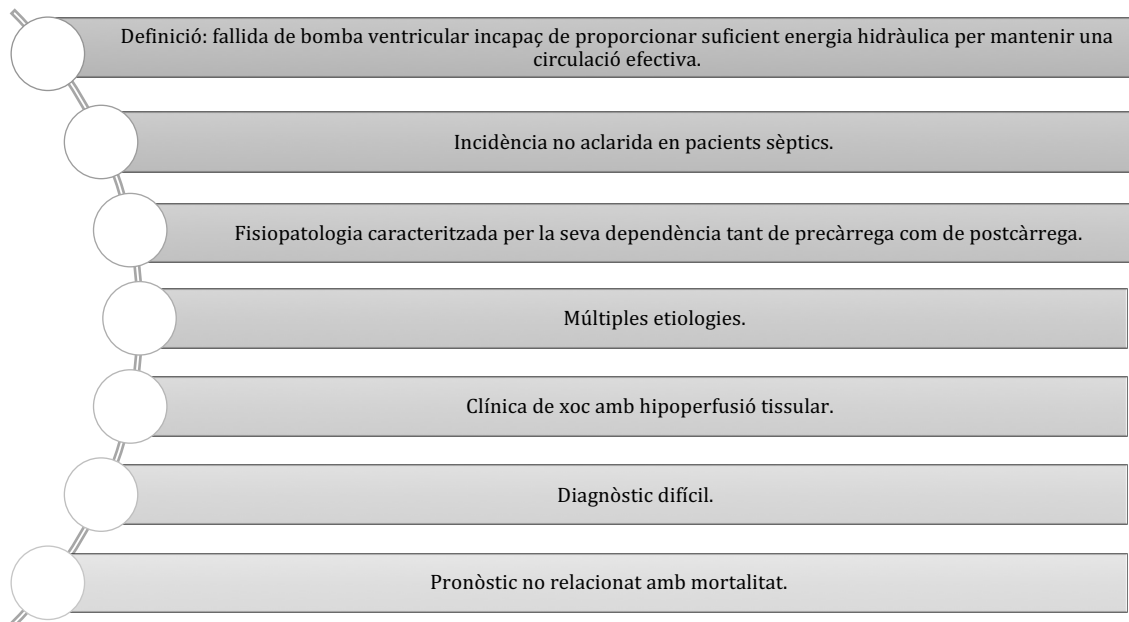 Definició: fallida de bomba ventricular incapaç de proporcionar suficient energia hidràulica per mantenir una
circulació efectiva.
Incidència no aclarida en pacients sèptics.
Fisiopatologia caracteritzada per la seva dependència tant de precàrrega com de postcàrrega.
Múltiples etiologies.
Clínica de xoc amb hipoperfusió tissular.
Diagnòstic difícil.
Pronòstic no relacionat amb mortalitat.